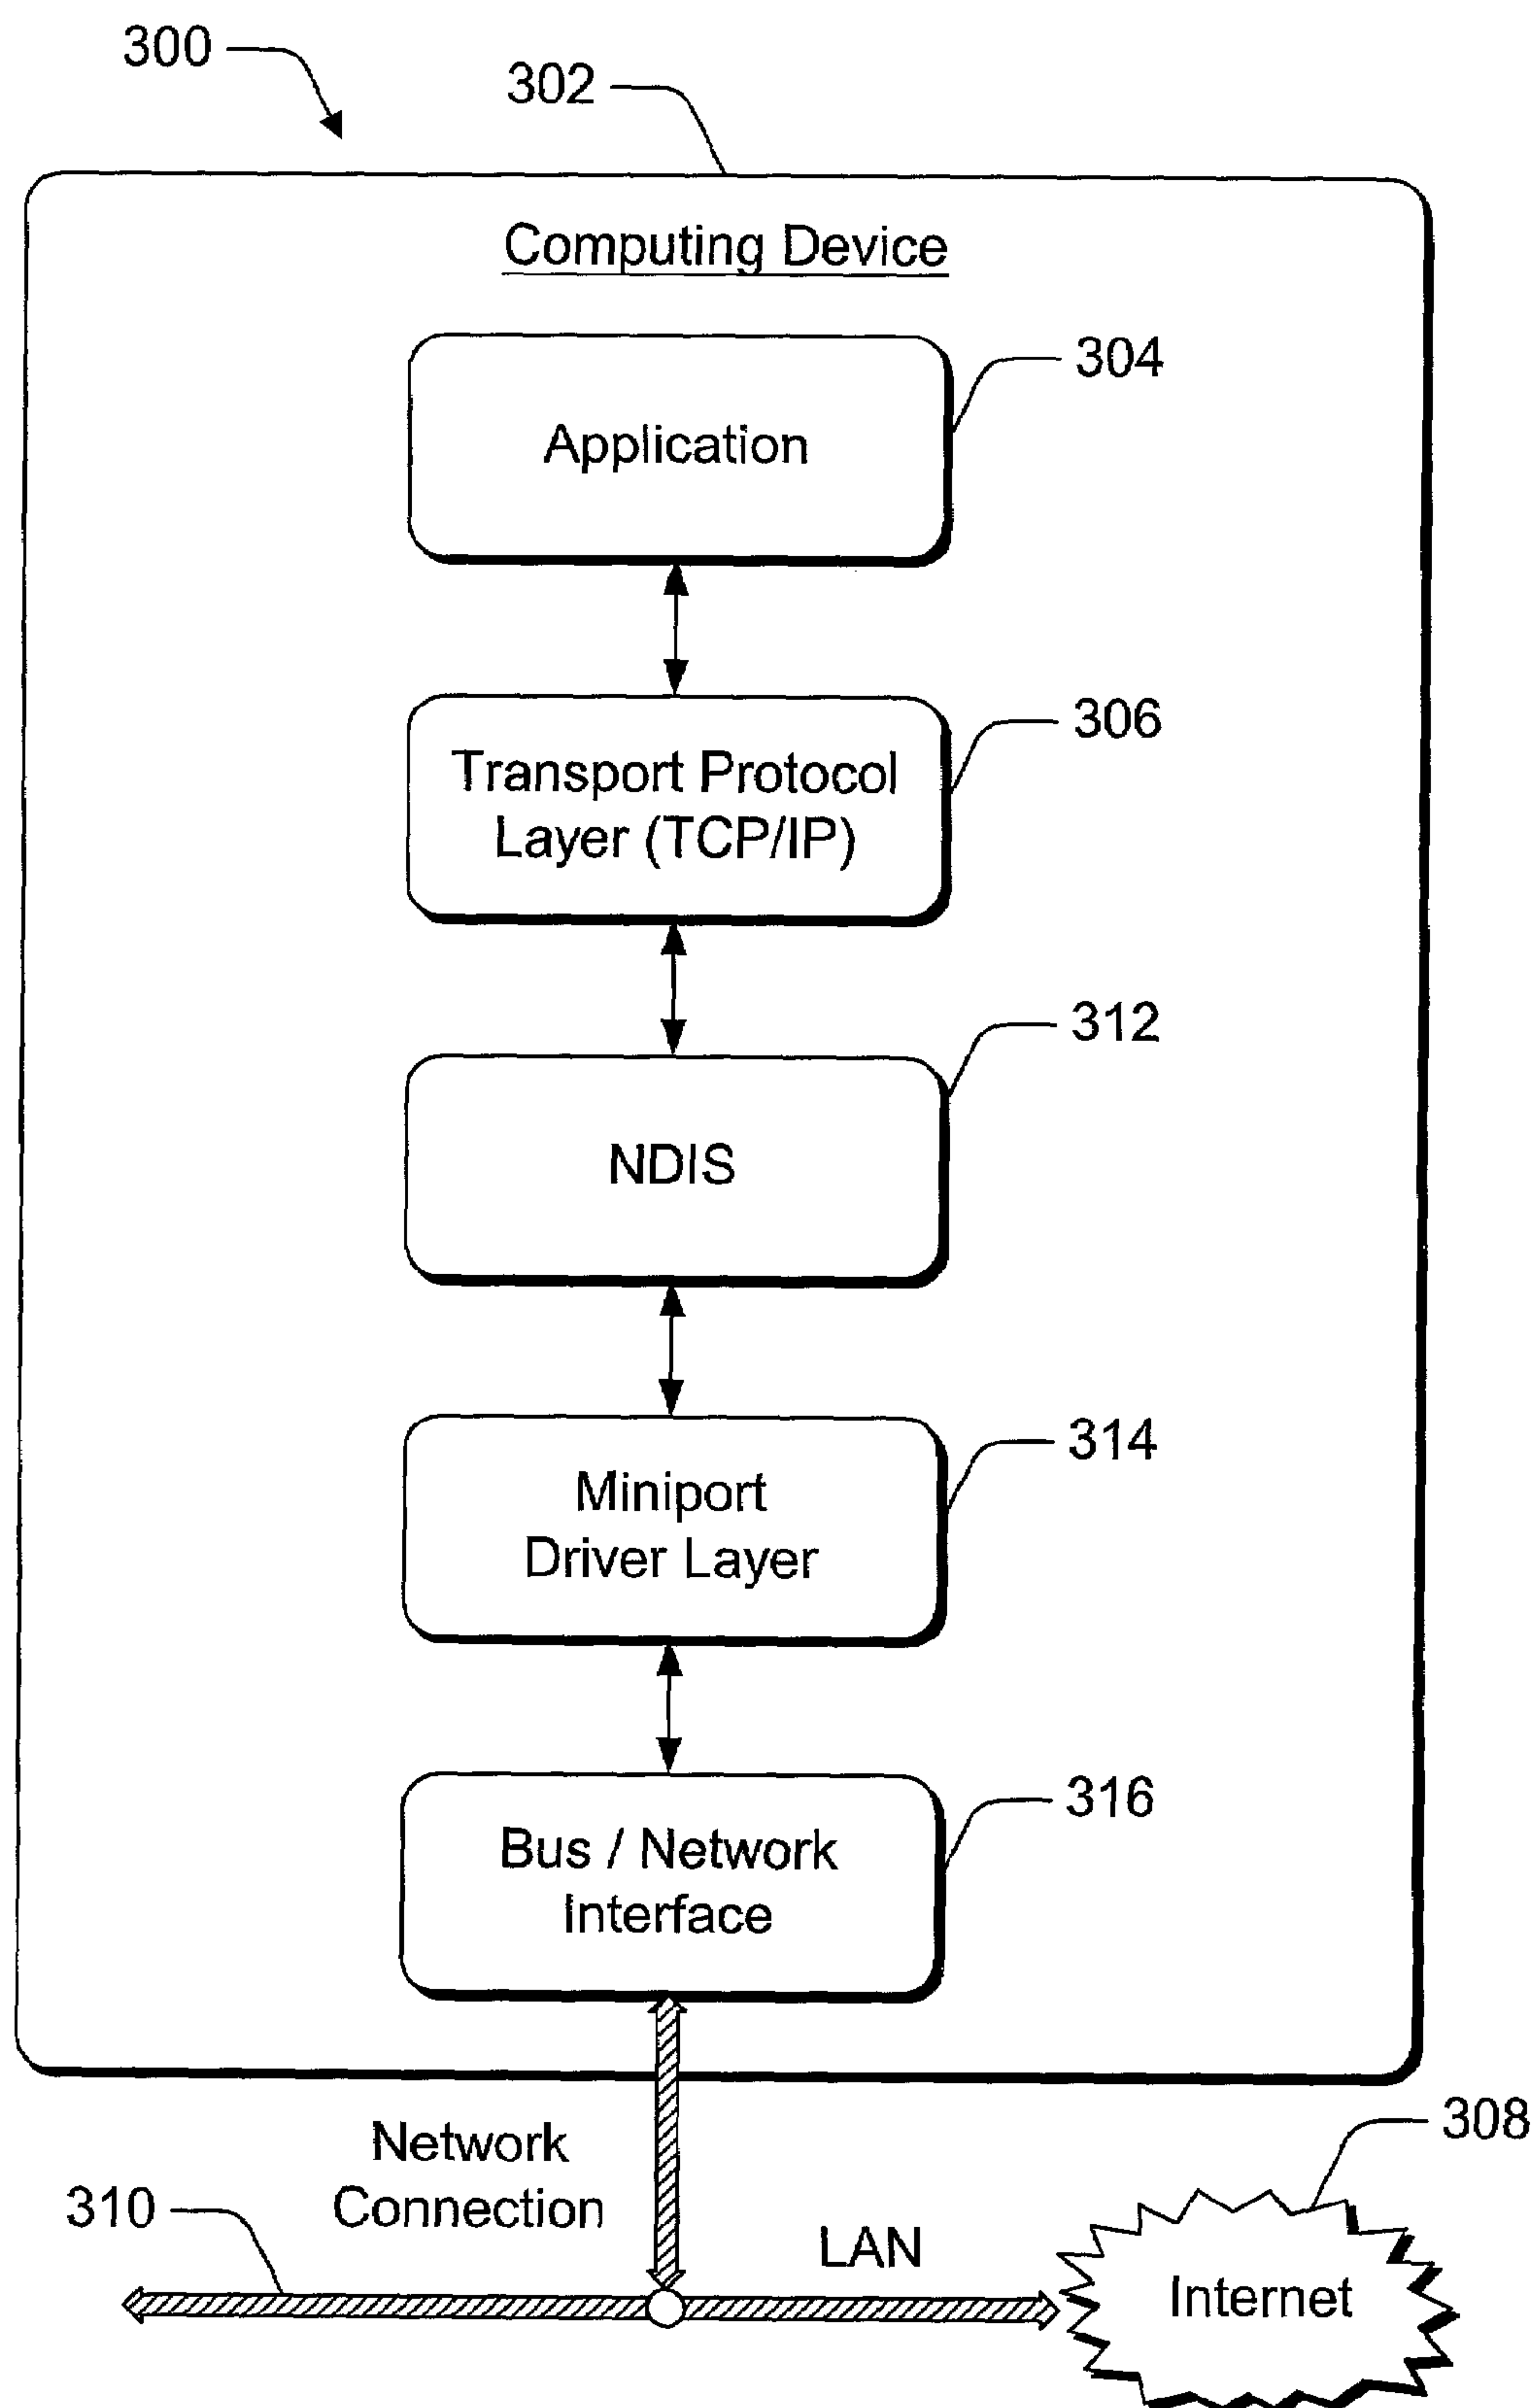 300
302
Computing Device
304
Application
306
Transport Protocol
Layer (TCP/IP)
312
NDIS
314
Miniport
Driver Layer
316
Bus / Network
Interface
308
Network
Connection
310
LAN
Internet